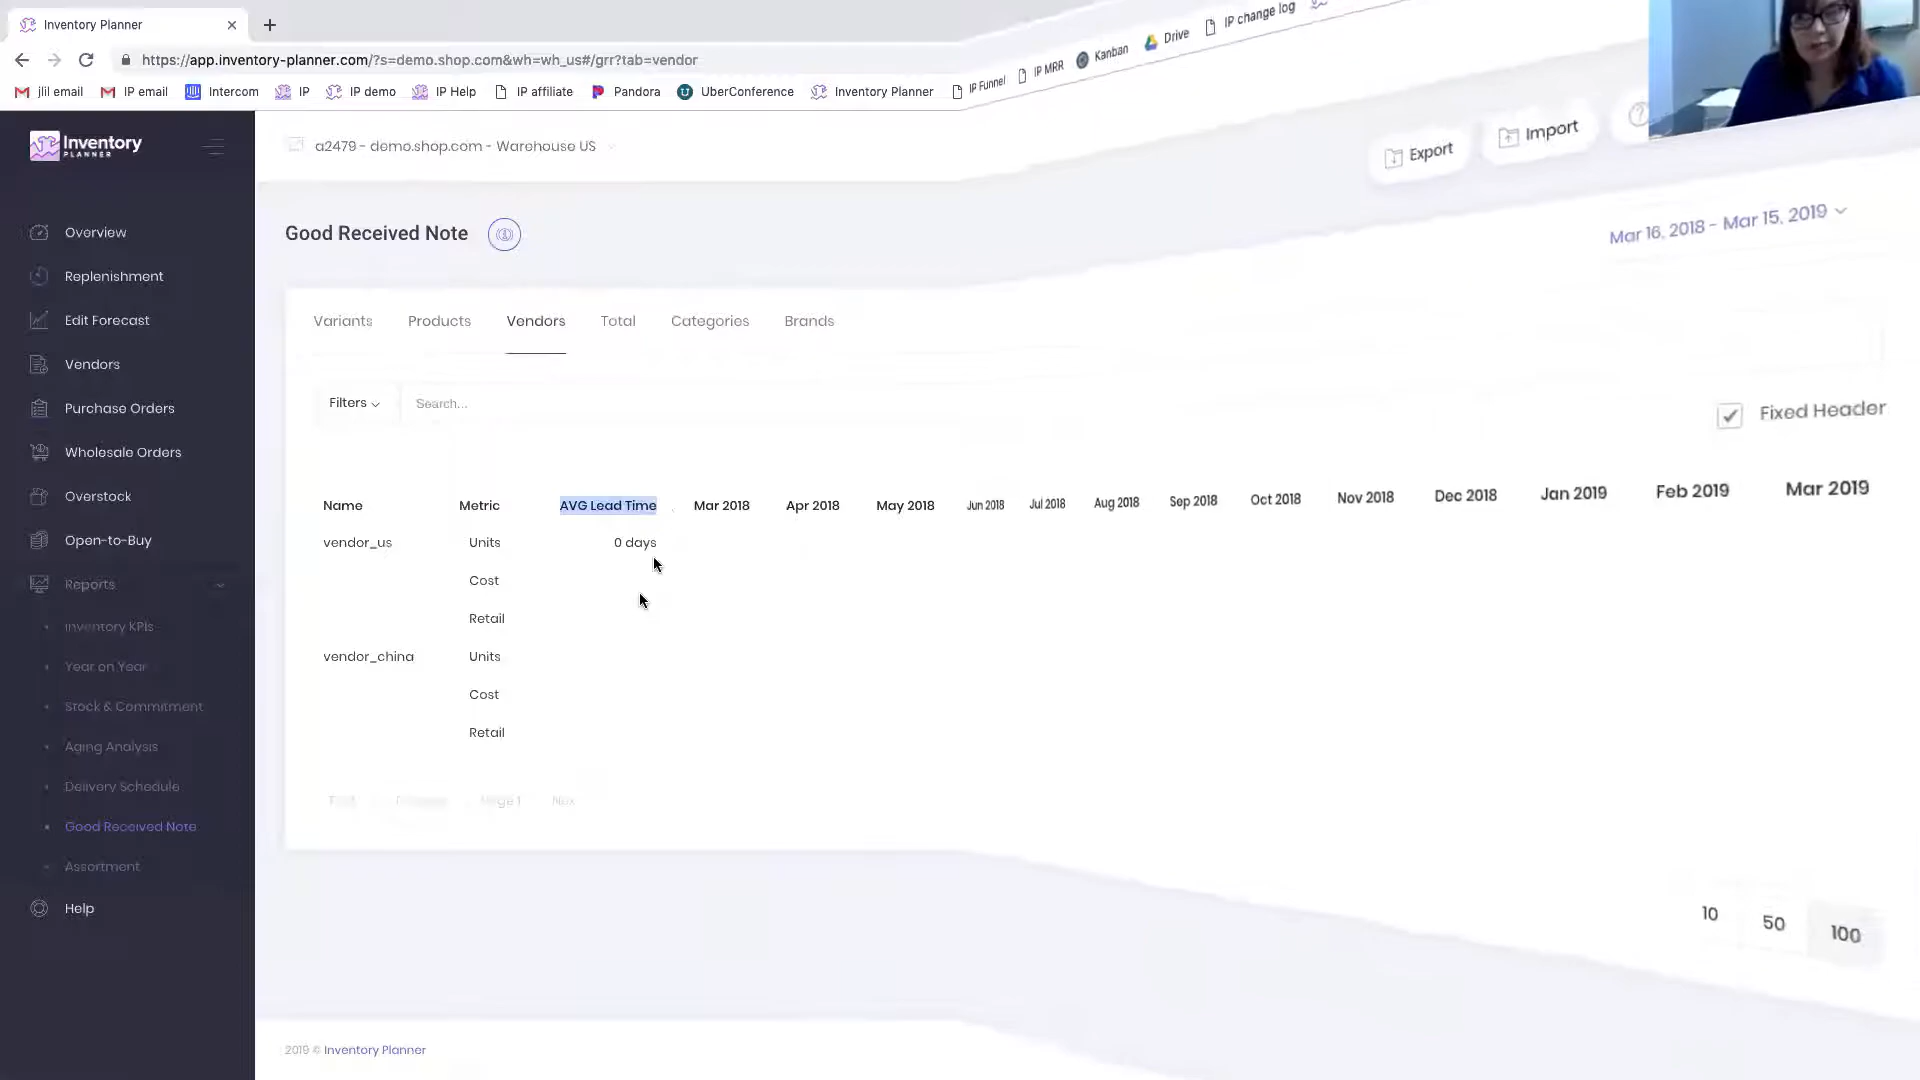 Inventory Planner
https://app.inventory-planner.com/?s=demo.shop.com&wh=wh_us#/grr?tab=vendor
jlil email IP email Intercom IP IP demo IP Help IP affiliate Pandora UberConference Inventory Planner IP Funnel IP MRR Kanban Drive IP change log
Inventory
PLANNER
a2479 - demo.shop.com - Warehouse US
Export Import
Overview
Replenishment
Edit Forecast
Vendors
Purchase Orders
Wholesale Orders
Overstock
Open-to-Buy
Reports
Inventory KPIs
Year on Year
Stock & Commitment
Aging Analysis
Delivery Schedule
Good Received Note
Assortment
Help
Good Received Note
Mar 16, 2018 - Mar 15, 2019
Variants Products Vendors Total Categories Brands
Filters Search...
Fixed Header
Name Metric AVG Lead Time Mar 2018 Apr 2018 May 2018 Jun 2018 Jul 2018 Aug 2018 Sep 2018 Oct 2018 Nov 2018 Dec 2018 Jan 2019 Feb 2019 Mar 2019
vendor_us Units 0 days
Cost
Retail
vendor_china Units
Cost
Retail
10 50 100
2019 © Inventory Planner